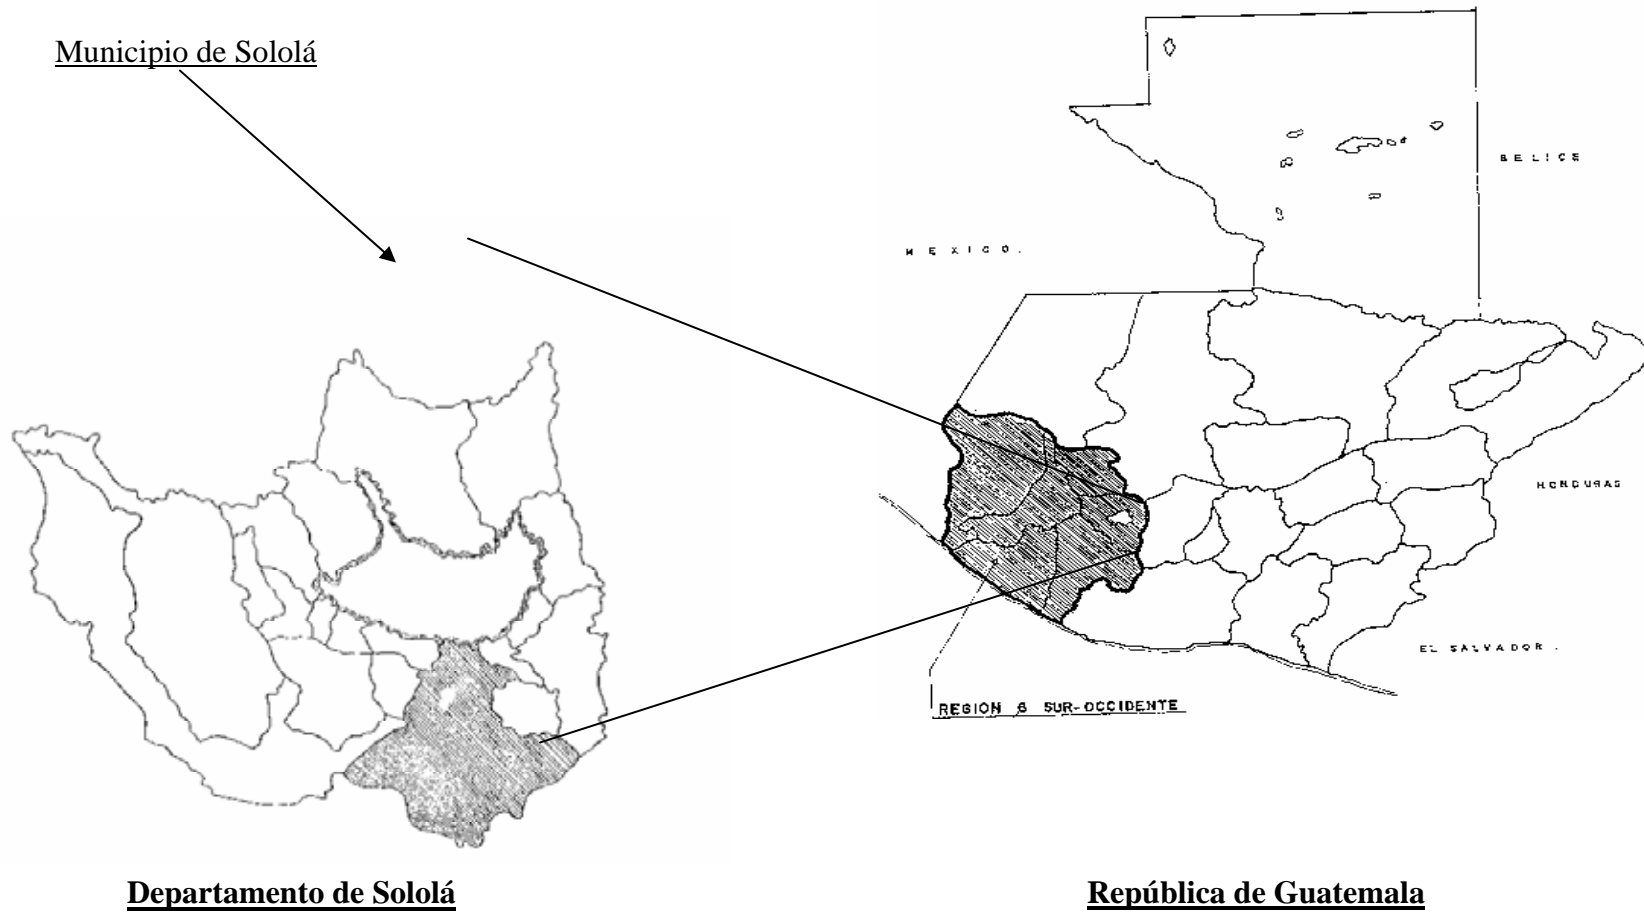 Municipio de Sololá
BELICE
MEXICO.
HONDURAS
EL SALVADOR.
REGION 6 SUR-OCCIDENTE
Departamento de Sololá
República de Guatemala